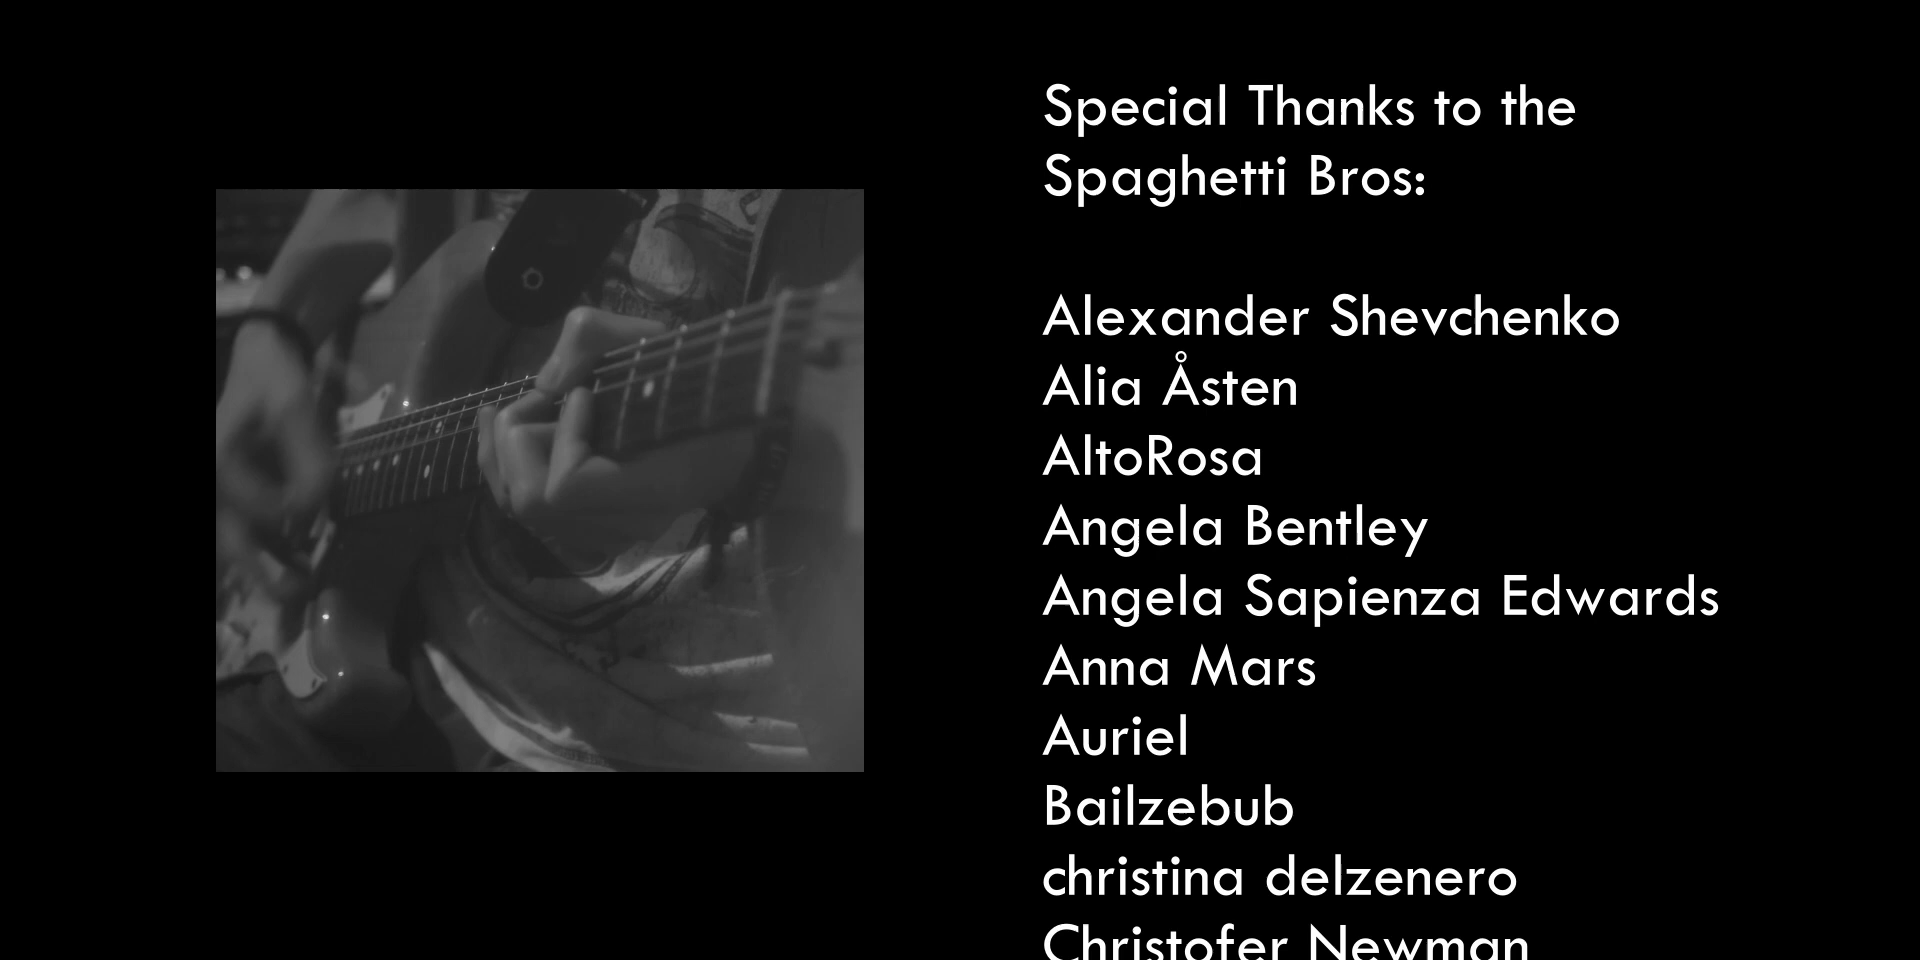 Special Thanks to the
Spaghetti Bros:
Alexander Shevchenko
Alia Åsten
AltoRosa
Angela Bentley
Angela Sapienza Edwards
Anna Mars
Auriel
Bailzebub
christina delzenero
Christofer Newman